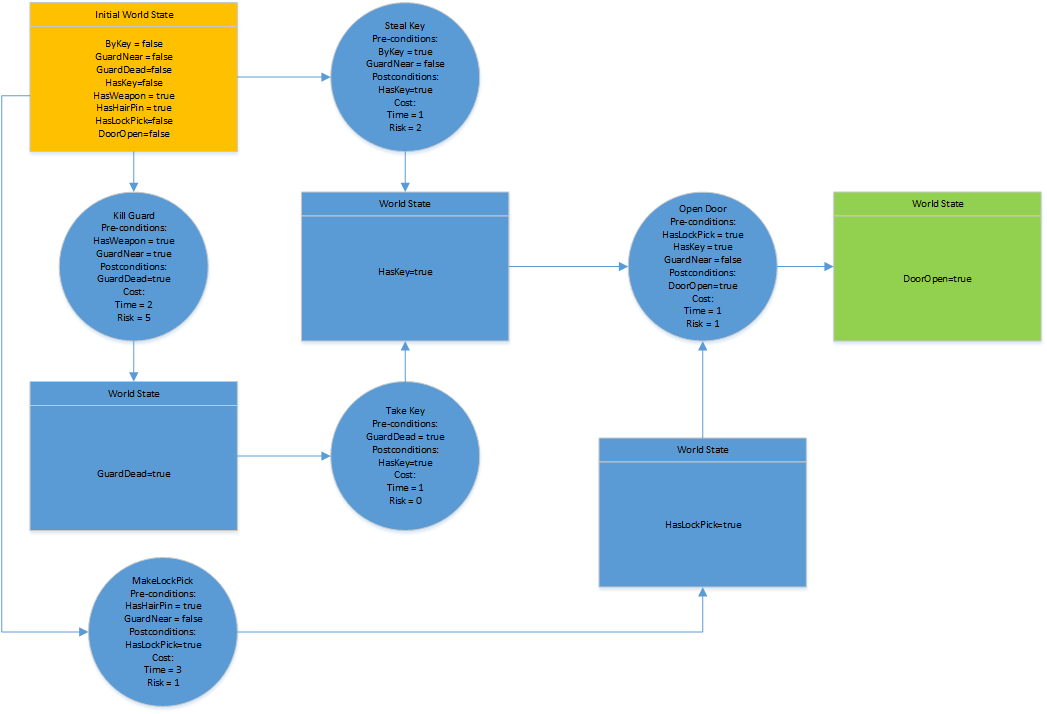 Initial World State
ByKey = false
GuardNear = false
GuardDead=false
HasKey=false
HasWeapon = true
HasHairPin = true
HasLockPick=false
DoorOpen=false
Steal Key
Pre-conditions:
ByKey = true
GuardNear = false
Postconditions:
HasKey=true
Cost:
Time = 1
Risk = 2
Kill Guard
Pre-conditions:
HasWeapon = true
GuardNear = true
Postconditions:
GuardDead=true
Cost:
Time = 2
Risk = 5
World State
HasKey=true
Open Door
Pre-conditions:
HasLockPick = true
HasKey = true
GuardNear = false
Postconditions:
DoorOpen=true
Cost:
Time = 1
Risk = 1
World State
DoorOpen=true
World State
GuardDead=true
Take Key
Pre-conditions:
GuardDead = true
Postconditions:
HasKey=true
Cost:
Time = 1
Risk = 0
World State
HasLockPick=true
MakeLockPick
Pre-conditions:
HasHairPin = true
GuardNear = false
Postconditions:
HasLockPick=true
Cost:
Time = 3
Risk = 1